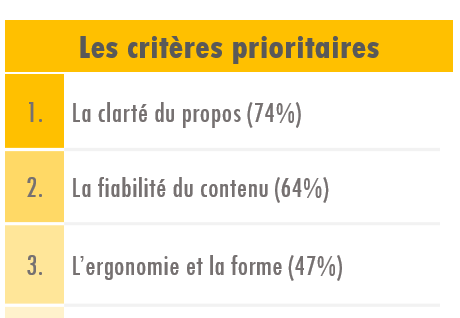 Les critères prioritaires
1. La clarté du propos (74%)
2. La fiabilité du contenu (64%)
3. L’ergonomie et la forme (47%)